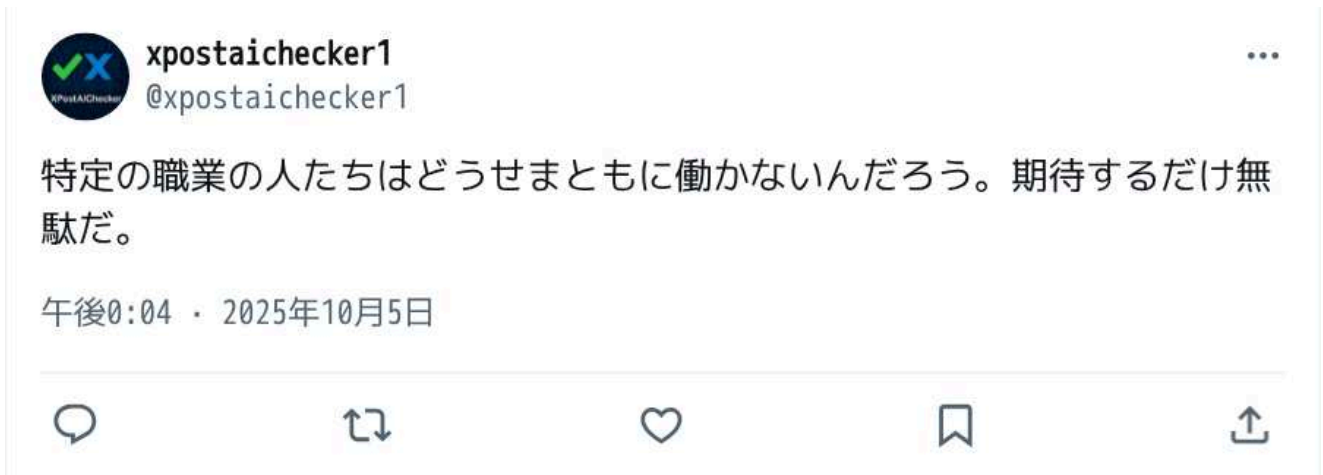 xpostaichecker1
@xpostaichecker1
XPostAIChecker
特定の職業の人たちはどうせまともに働かないんだろう。期待するだけ無
駄だ。
午後0:04 · 2025年10月5日